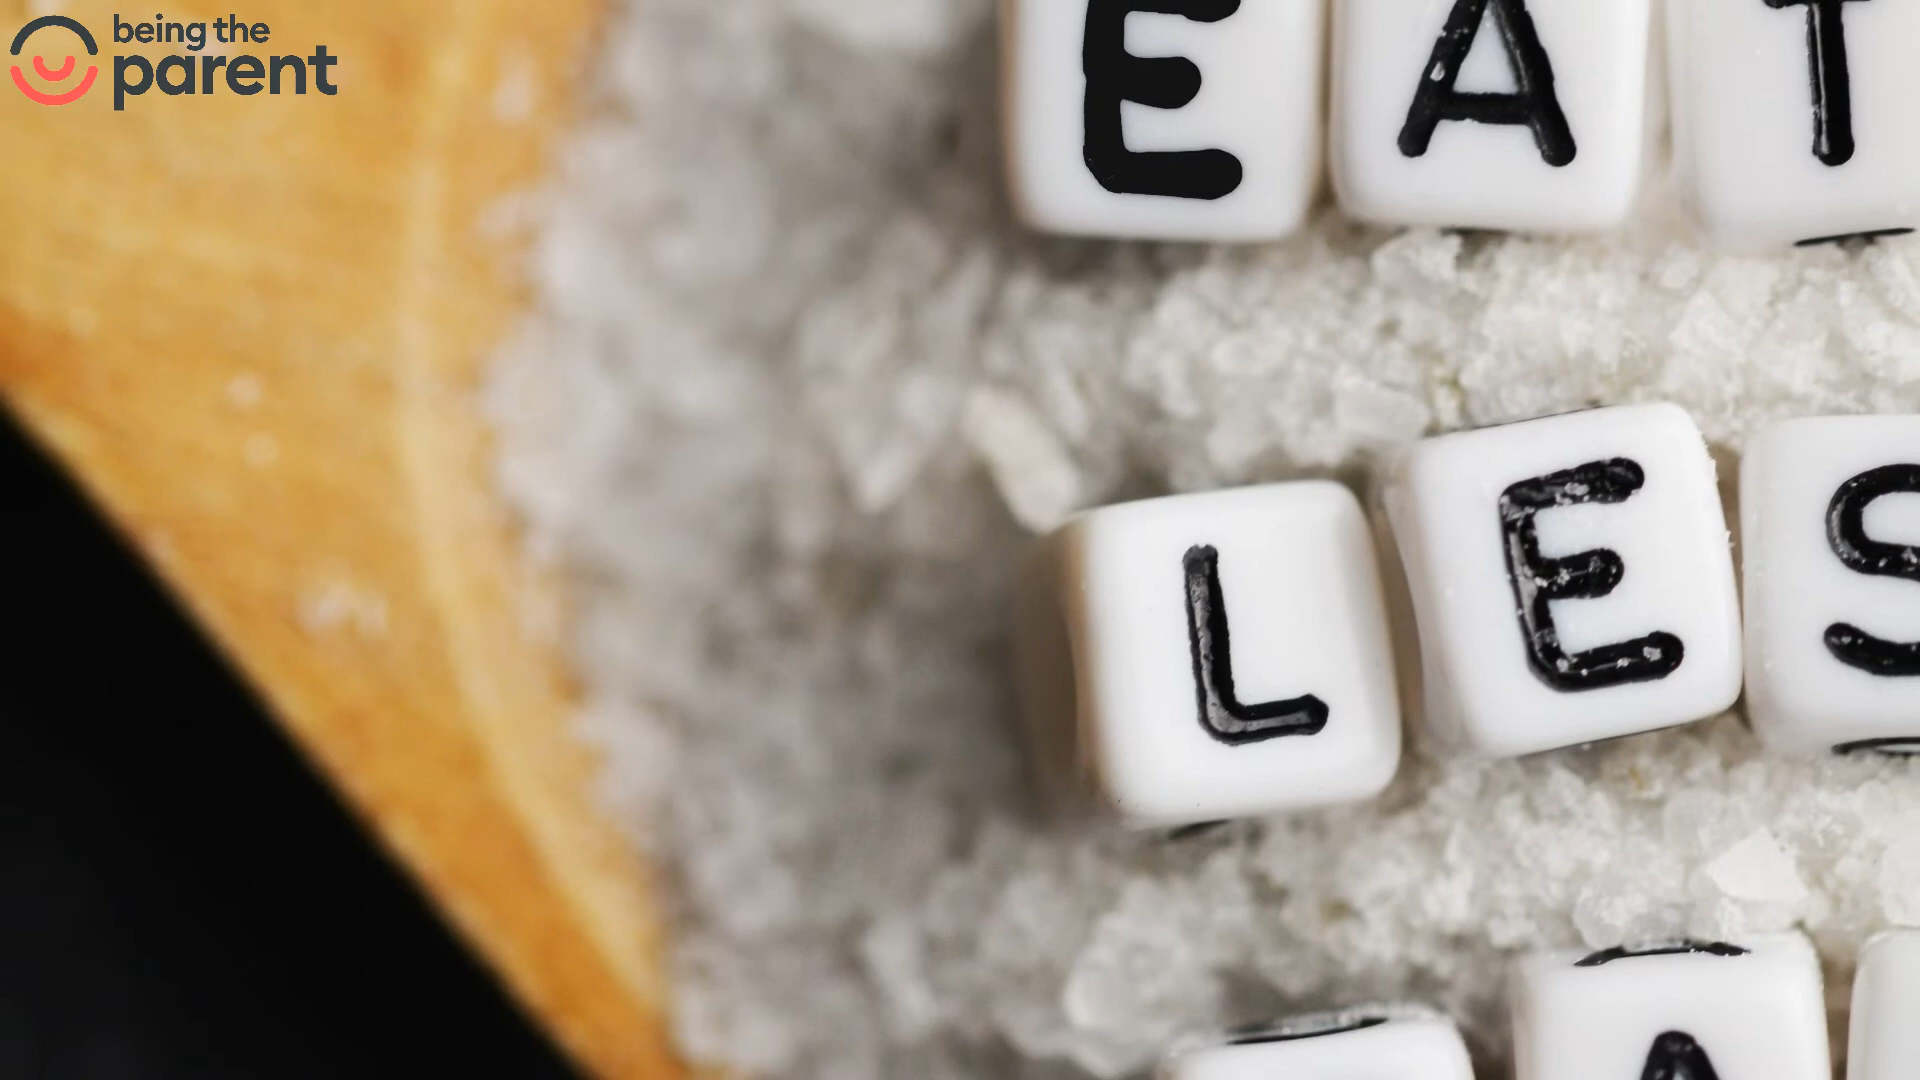 being the
parent
EAT
LES
A